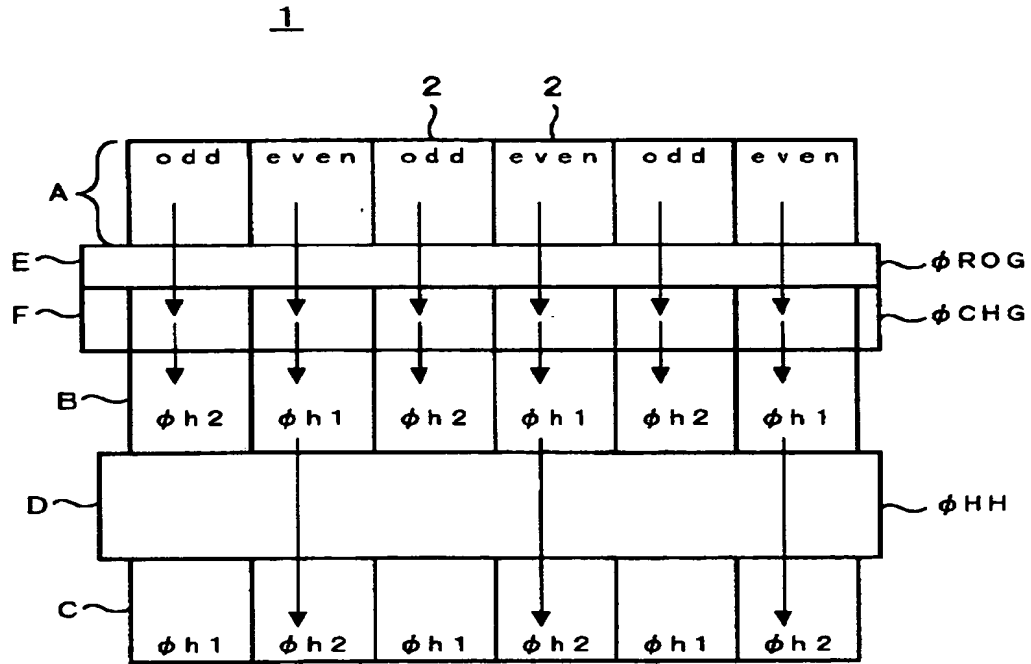 1
2 2
odd even odd even odd even
A
E φROG
F φCHG
B φh2 φh1 φh2 φh1 φh2 φh1
D φHH
C φh1 φh2 φh1 φh2 φh1 φh2